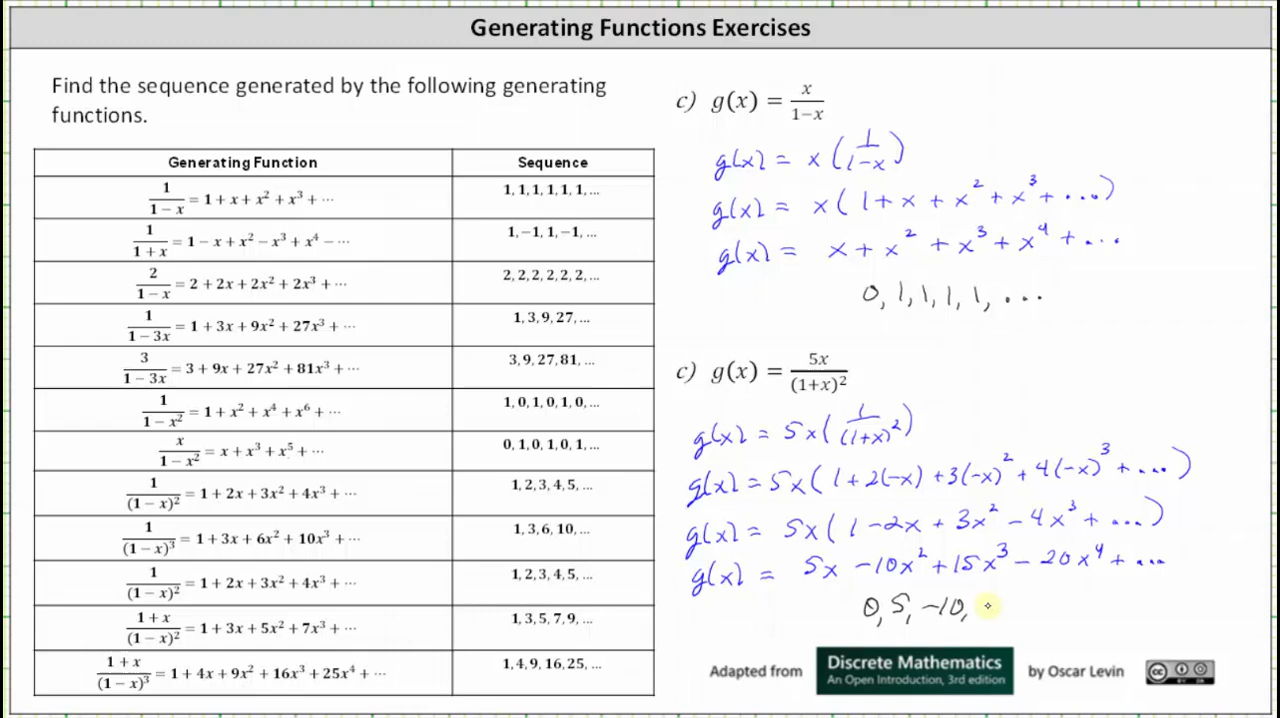 Generating Functions Exercises
Find the sequence generated by the following generating
functions.
Generating Function Sequence
1/(1 − x) = 1 + x + x² + x³ + ⋯ 1, 1, 1, 1, 1, 1, …
1/(1 + x) = 1 − x + x² − x³ + x⁴ − ⋯ 1, −1, 1, −1, …
2/(1 − x) = 2 + 2x + 2x² + 2x³ + ⋯ 2, 2, 2, 2, 2, 2, …
1/(1 − 3x) = 1 + 3x + 9x² + 27x³ + ⋯ 1, 3, 9, 27, …
3/(1 − 3x) = 3 + 9x + 27x² + 81x³ + ⋯ 3, 9, 27, 81, …
1/(1 − x²) = 1 + x² + x⁴ + x⁶ + ⋯ 1, 0, 1, 0, 1, 0, …
x/(1 − x²) = x + x³ + x⁵ + ⋯ 0, 1, 0, 1, 0, 1, …
1/(1 − x)² = 1 + 2x + 3x² + 4x³ + ⋯ 1, 2, 3, 4, 5, …
1/(1 − x)³ = 1 + 3x + 6x² + 10x³ + ⋯ 1, 3, 6, 10, …
1/(1 − x)² = 1 + 2x + 3x² + 4x³ + ⋯ 1, 2, 3, 4, 5, …
(1 + x)/(1 − x)² = 1 + 3x + 5x² + 7x³ + ⋯ 1, 3, 5, 7, 9, …
(1 + x)/(1 − x)³ = 1 + 4x + 9x² + 16x³ + 25x⁴ + ⋯ 1, 4, 9, 16, 25, …
c) g(x) = x/(1−x)
g(x) = x(1/(1−x))
g(x) = x(1 + x + x² + x³ + ...)
g(x) = x + x² + x³ + x⁴ + ...
0, 1, 1, 1, 1, ...
c) g(x) = 5x/(1+x)²
g(x) = 5x(1/(1+x)²)
g(x) = 5x(1 + 2(−x) + 3(−x)² + 4(−x)³ + ...)
g(x) = 5x(1 − 2x + 3x² − 4x³ + ...)
g(x) = 5x − 10x² + 15x³ − 20x⁴ + ...
0, 5, −10,
Adapted from Discrete Mathematics by Oscar Levin
An Open Introduction, 3rd edition
cc
BY SA